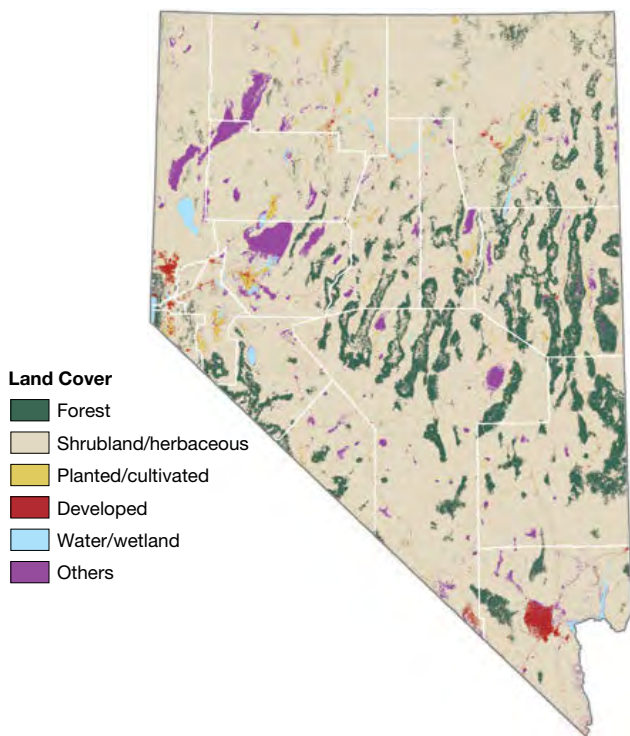 Land Cover
Forest
Shrubland/herbaceous
Planted/cultivated
Developed
Water/wetland
Others